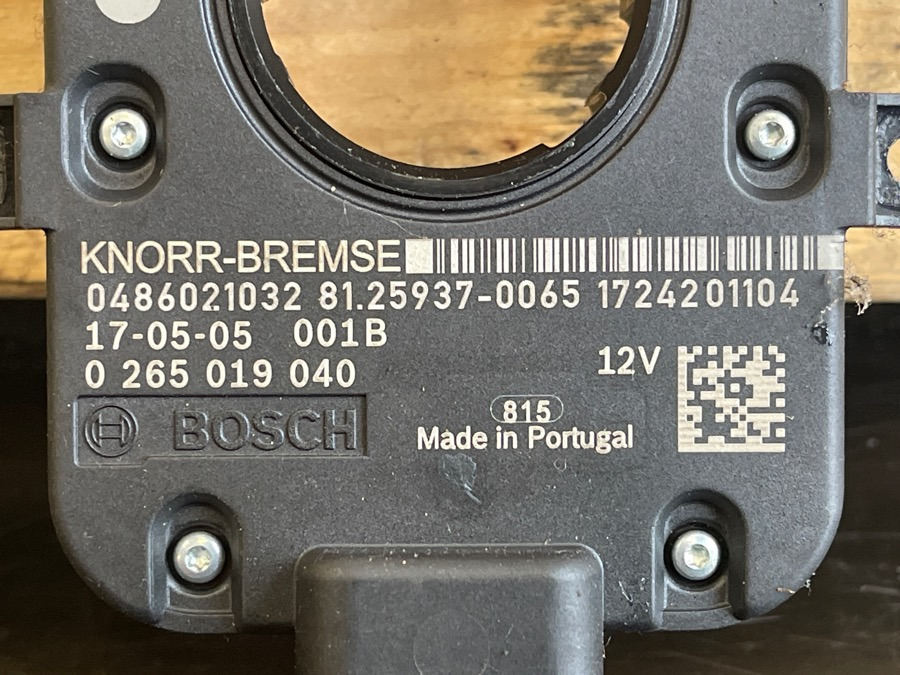 KNORR-BREMSE
0486021032 81.25937-0065 1724201104
17-05-05 001B
0 265 019 040
12V
BOSCH
815
Made in Portugal